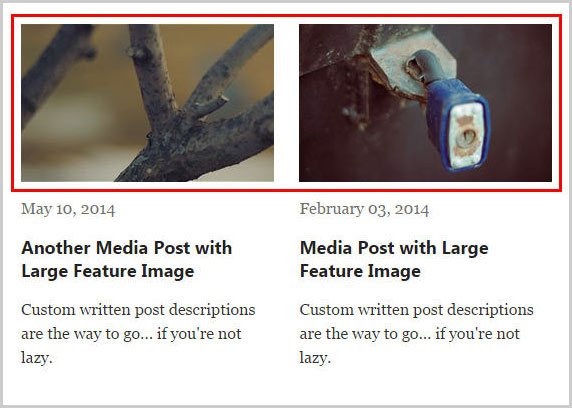 May 10, 2014
Another Media Post with
Large Feature Image
Custom written post descriptions
are the way to go... if you're not
lazy.
February 03, 2014
Media Post with Large
Feature Image
Custom written post descriptions
are the way to go... if you're not
lazy.